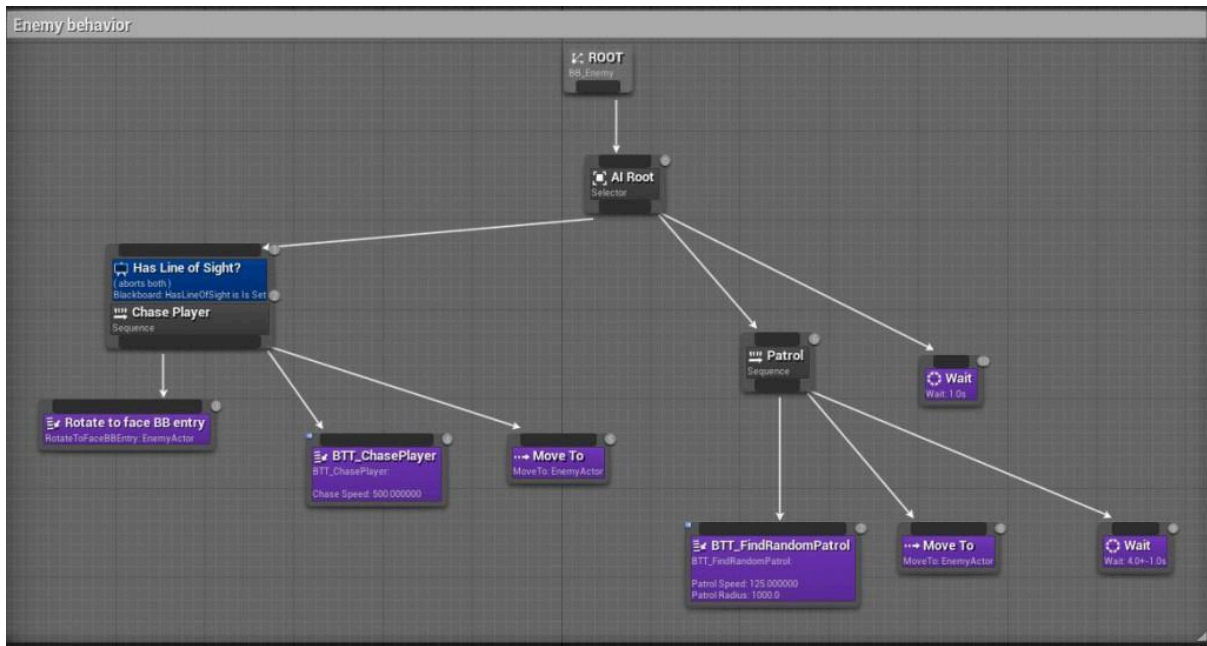 Enemy behavior
ROOT
BB_Enemy
AI Root
Selector
Has Line of Sight?
( aborts both )
Blackboard: HasLineOfSight is Is Set
Chase Player
Sequence
Rotate to face BB entry
RotateToFaceBBEntry: EnemyActor
BTT_ChasePlayer
BTT_ChasePlayer:
Chase Speed: 500.000000
Move To
MoveTo: EnemyActor
Patrol
Sequence
Wait
Wait: 1.0s
BTT_FindRandomPatrol
BTT_FindRandomPatrol:
Patrol Speed: 125.000000
Patrol Radius: 1000.0
Move To
MoveTo: EnemyActor
Wait
Wait: 4.0+-1.0s